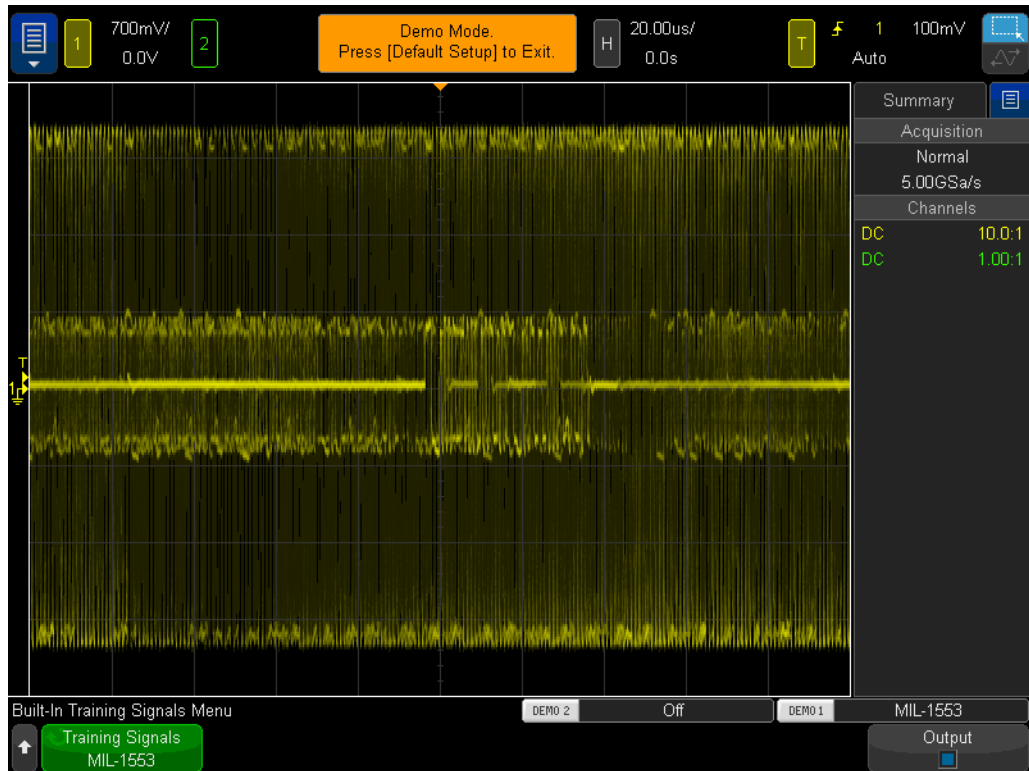 1
700mV/
0.0V
2
Demo Mode.
Press [Default Setup] to Exit.
H
20.00us/
0.0s
T
1
100mV
Auto
Summary
Acquisition
Normal
5.00GSa/s
Channels
DC 10.0:1
DC 1.00:1
T
1
Built-In Training Signals Menu
DEMO 2 Off
DEMO 1 MIL-1553
Training Signals
MIL-1553
Output